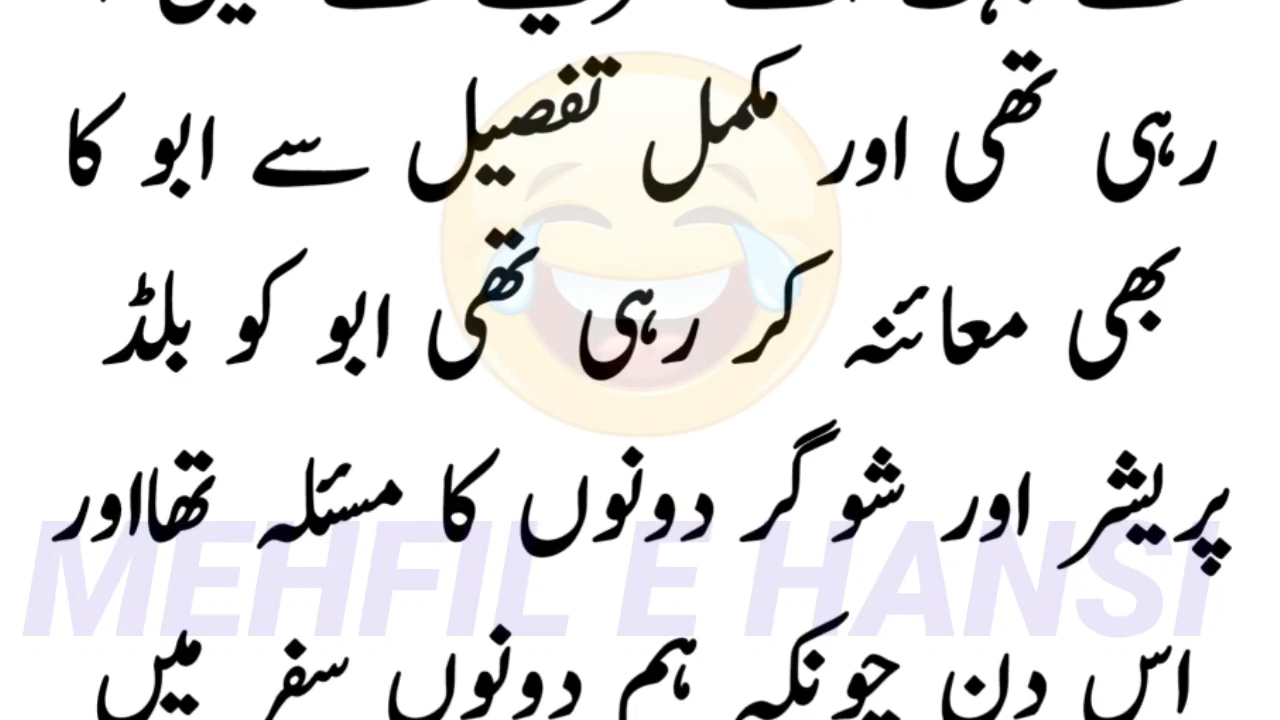 رہی تھی اور مکمل تفصیل سے ابو کا
بھی معائنہ کر رہی تھی ابو کو بلڈ
پریشر اور شوگر دونوں کا مسئلہ تھااور
MEHFIL E HANSI
اس دن چونکہ ہم دونوں سفر میں